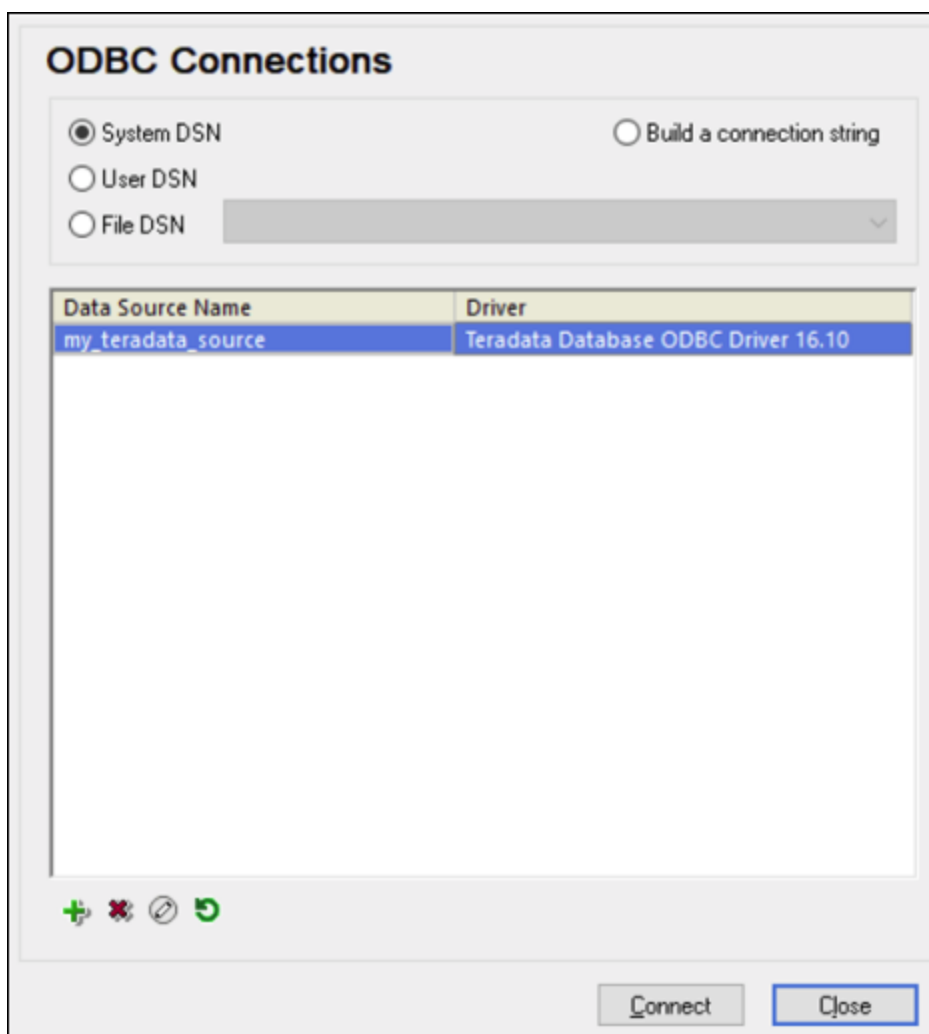 ODBC Connections
System DSN
Build a connection string
User DSN
File DSN
Data Source Name Driver
my_teradata_source Teradata Database ODBC Driver 16.10
Connect Close